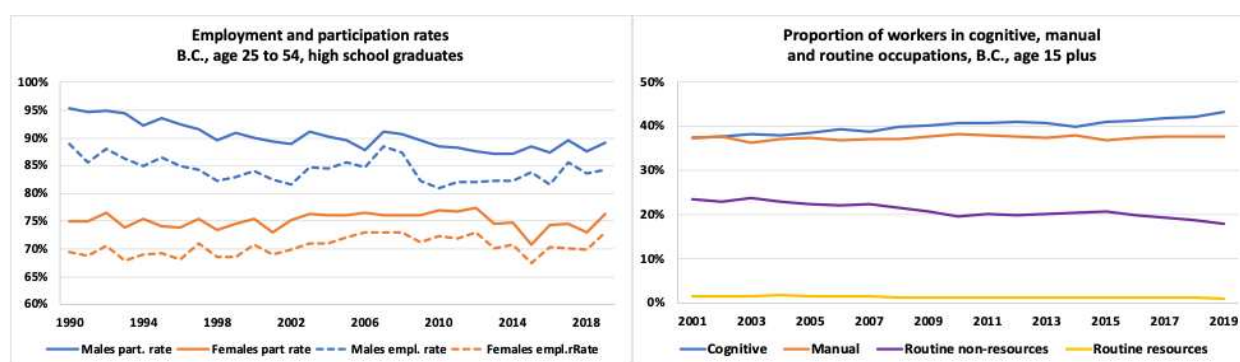 Employment and participation rates
B.C., age 25 to 54, high school graduates
100%
95%
90%
85%
80%
75%
70%
65%
60%
1990 1994 1998 2002 2006 2010 2014 2018
Males part. rate Females part rate Males empl. rate Females empl.rRate
Proportion of workers in cognitive, manual
and routine occupations, B.C., age 15 plus
50%
40%
30%
20%
10%
0%
2001 2003 2005 2007 2009 2011 2013 2015 2017 2019
Cognitive Manual Routine non-resources Routine resources